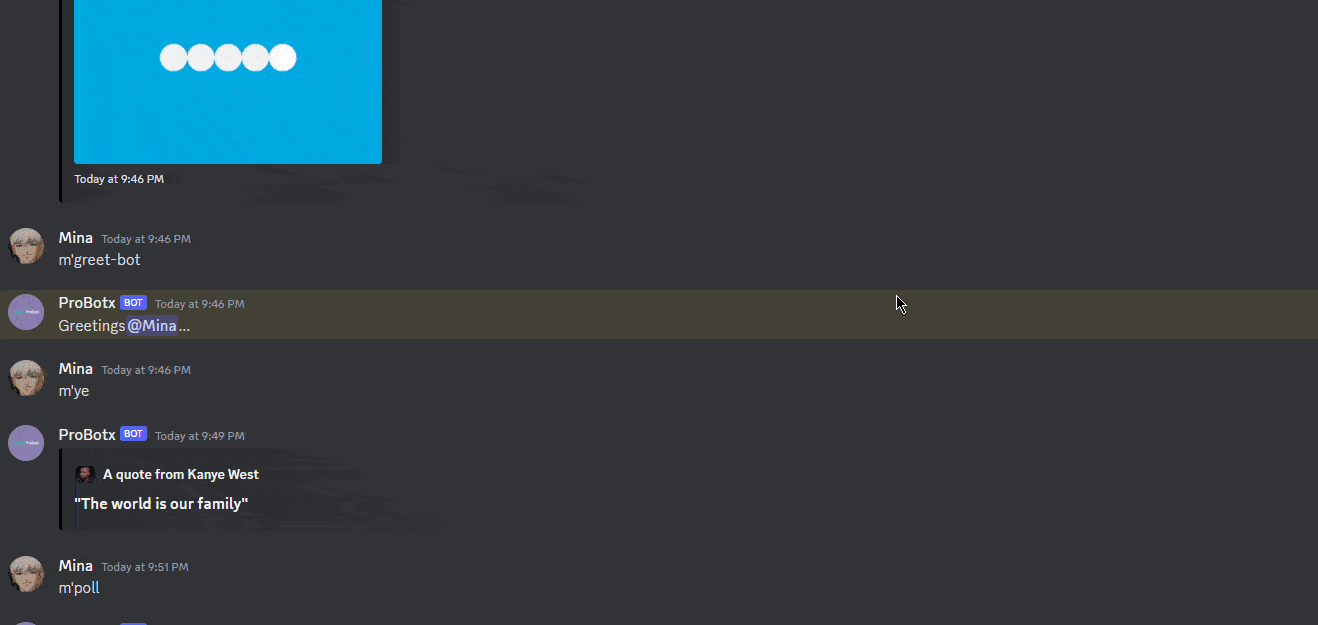 Today at 9:46 PM
Mina Today at 9:46 PM
m'greet-bot
ProBotx BOT Today at 9:46 PM
Greetings@Mina...
Mina Today at 9:46 PM
m'ye
ProBotx BOT Today at 9:49 PM
A quote from Kanye West
"The world is our family"
Mina Today at 9:51 PM
m'poll